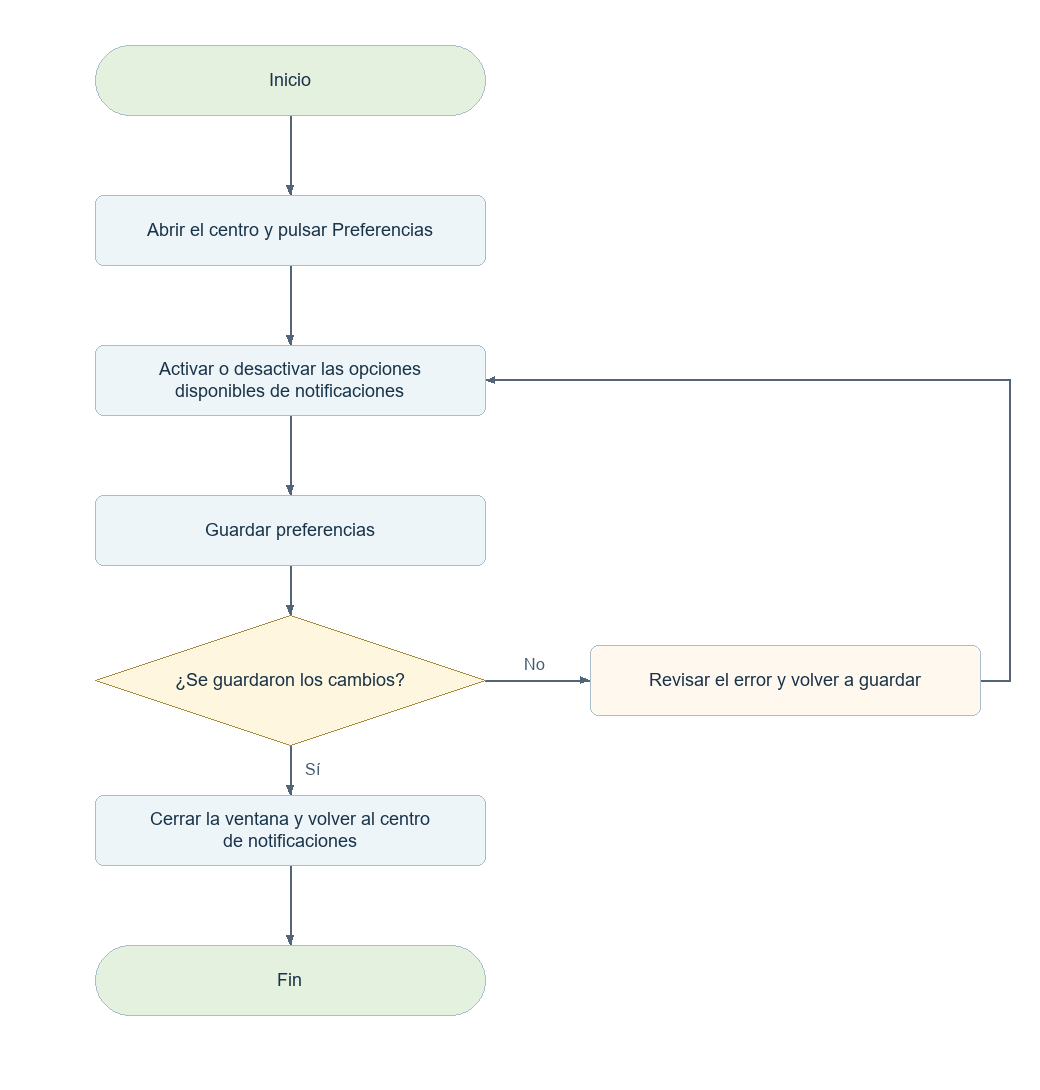 Inicio
Abrir el centro y pulsar Preferencias
Activar o desactivar las opciones
disponibles de notificaciones
Guardar preferencias
¿Se guardaron los cambios?
No
Revisar el error y volver a guardar
Sí
Cerrar la ventana y volver al centro
de notificaciones
Fin